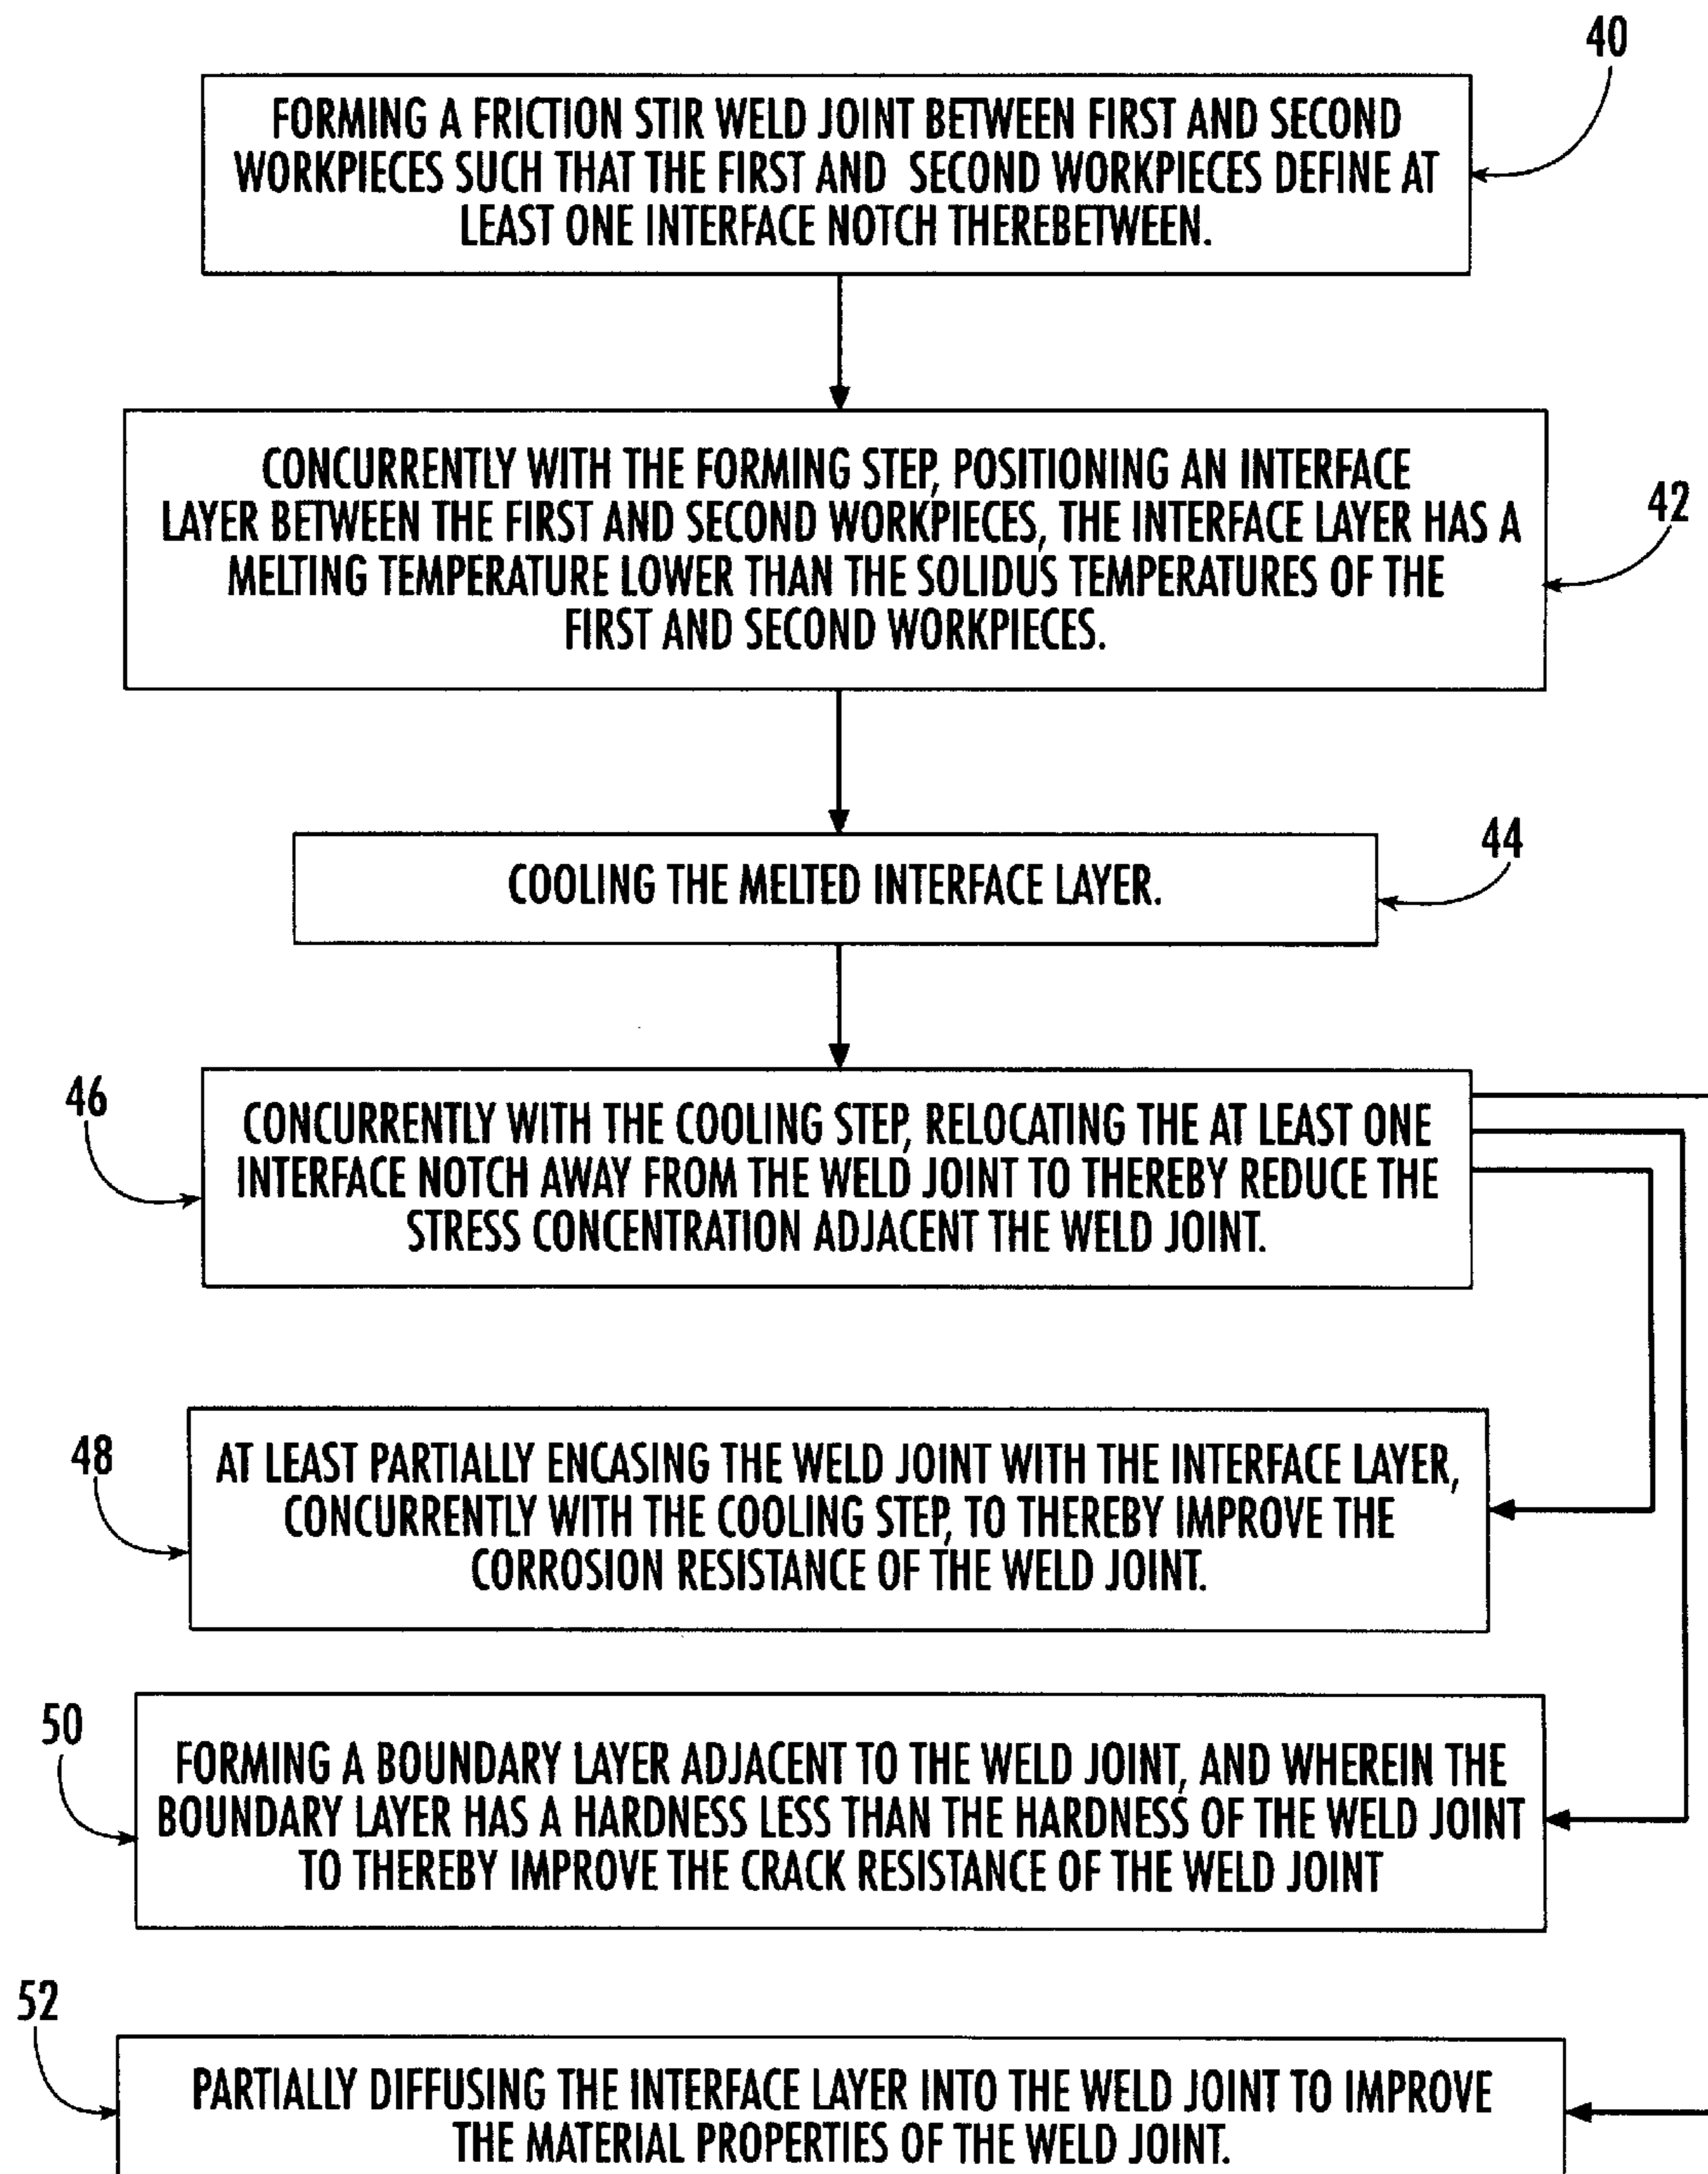 40
FORMING A FRICTION STIR WELD JOINT BETWEEN FIRST AND SECOND
WORKPIECES SUCH THAT THE FIRST AND SECOND WORKPIECES DEFINE AT
LEAST ONE INTERFACE NOTCH THEREBETWEEN.
42
CONCURRENTLY WITH THE FORMING STEP, POSITIONING AN INTERFACE
LAYER BETWEEN THE FIRST AND SECOND WORKPIECES, THE INTERFACE LAYER HAS A
MELTING TEMPERATURE LOWER THAN THE SOLIDUS TEMPERATURES OF THE
FIRST AND SECOND WORKPIECES.
44
COOLING THE MELTED INTERFACE LAYER.
46
CONCURRENTLY WITH THE COOLING STEP, RELOCATING THE AT LEAST ONE
INTERFACE NOTCH AWAY FROM THE WELD JOINT TO THEREBY REDUCE THE
STRESS CONCENTRATION ADJACENT THE WELD JOINT.
48
AT LEAST PARTIALLY ENCASING THE WELD JOINT WITH THE INTERFACE LAYER,
CONCURRENTLY WITH THE COOLING STEP, TO THEREBY IMPROVE THE
CORROSION RESISTANCE OF THE WELD JOINT.
50
FORMING A BOUNDARY LAYER ADJACENT TO THE WELD JOINT, AND WHEREIN THE
BOUNDARY LAYER HAS A HARDNESS LESS THAN THE HARDNESS OF THE WELD JOINT
TO THEREBY IMPROVE THE CRACK RESISTANCE OF THE WELD JOINT
52
PARTIALLY DIFFUSING THE INTERFACE LAYER INTO THE WELD JOINT TO IMPROVE
THE MATERIAL PROPERTIES OF THE WELD JOINT.